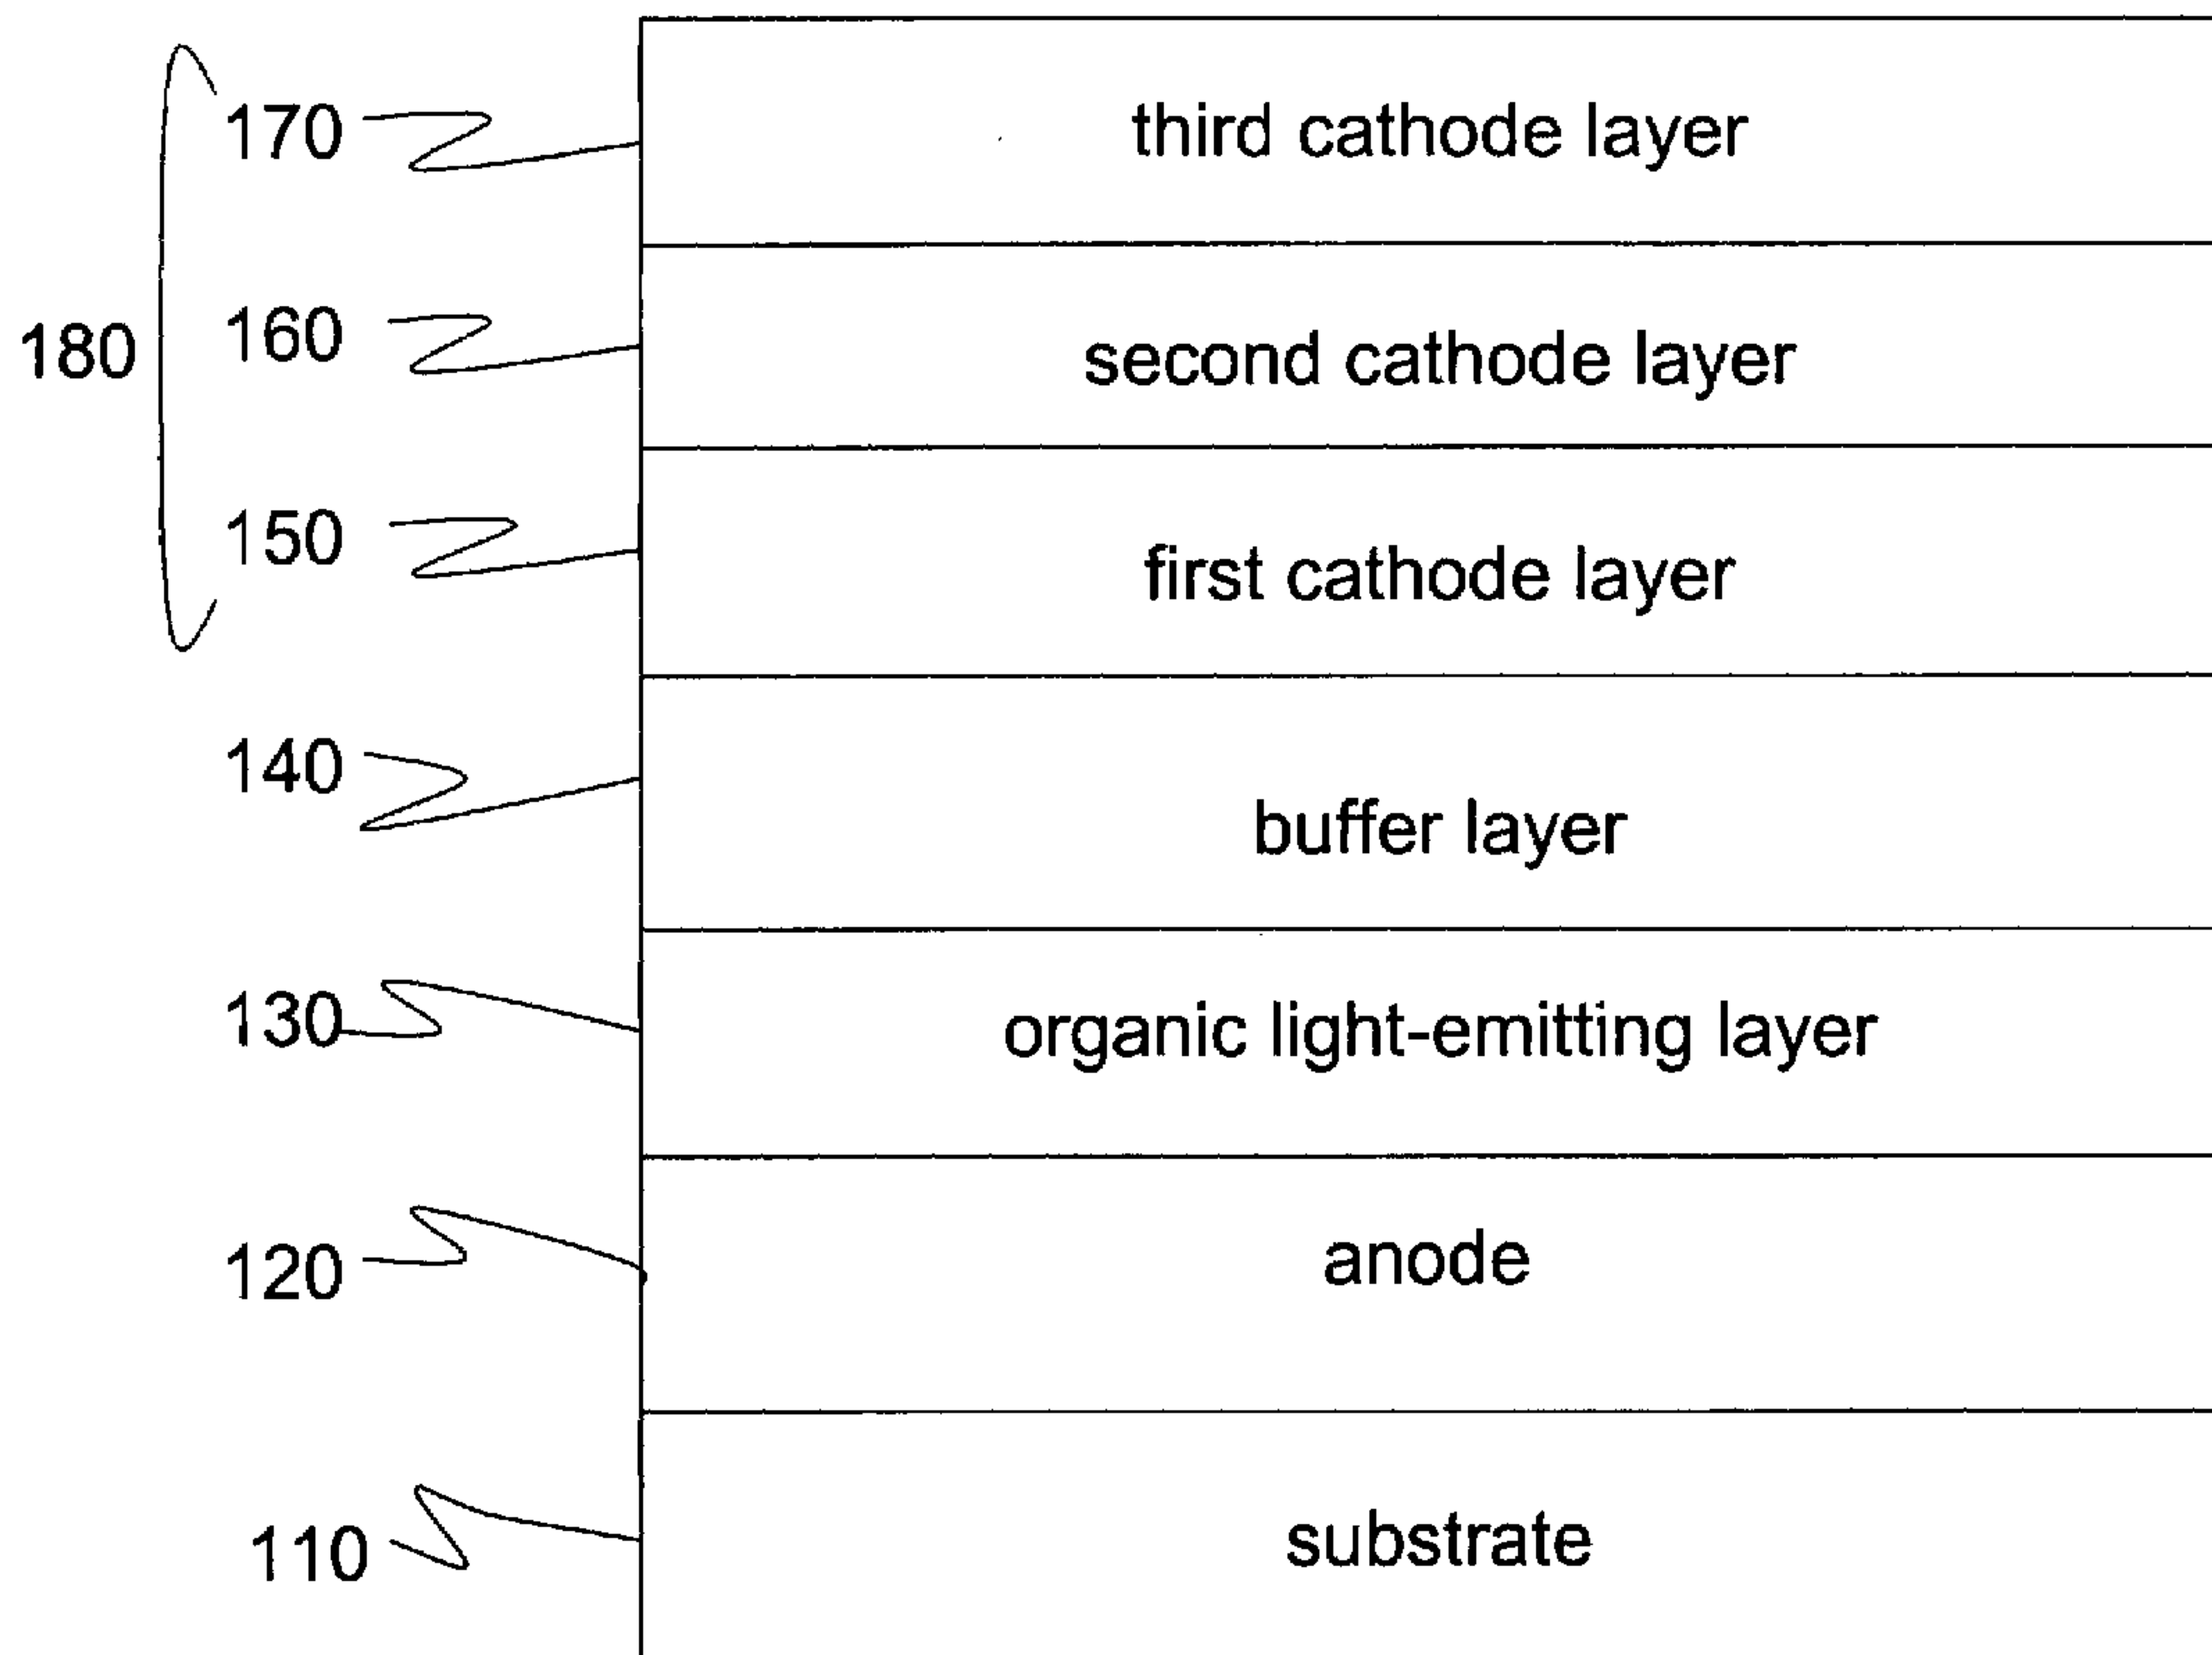 170 third cathode layer
180 160 second cathode layer
150 first cathode layer
140 buffer layer
130 organic light-emitting layer
120 anode
110 substrate